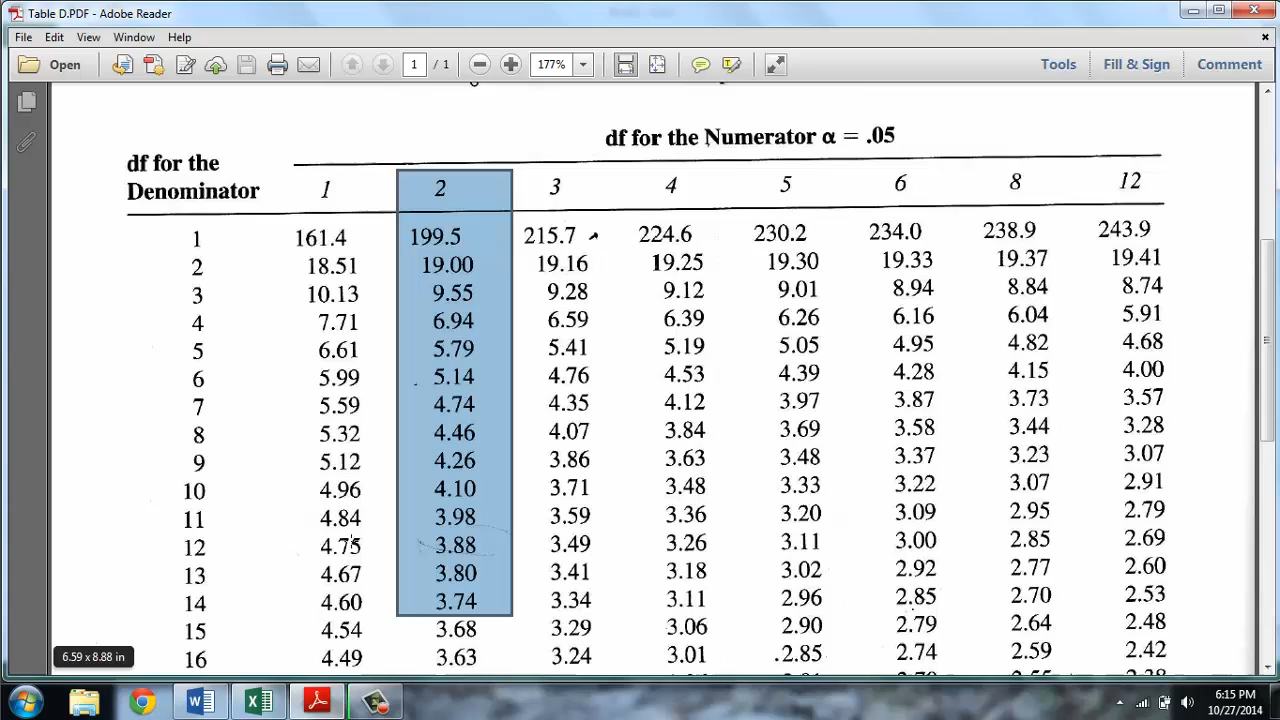 Table D.PDF - Adobe Reader
File Edit View Window Help
Open 1 / 1 177% Tools Fill & Sign Comment
df for the Numerator α = .05
df for the
Denominator 1 2 3 4 5 6 8 12
1 161.4 199.5 215.7 224.6 230.2 234.0 238.9 243.9
2 18.51 19.00 19.16 19.25 19.30 19.33 19.37 19.41
3 10.13 9.55 9.28 9.12 9.01 8.94 8.84 8.74
4 7.71 6.94 6.59 6.39 6.26 6.16 6.04 5.91
5 6.61 5.79 5.41 5.19 5.05 4.95 4.82 4.68
6 5.99 5.14 4.76 4.53 4.39 4.28 4.15 4.00
7 5.59 4.74 4.35 4.12 3.97 3.87 3.73 3.57
8 5.32 4.46 4.07 3.84 3.69 3.58 3.44 3.28
9 5.12 4.26 3.86 3.63 3.48 3.37 3.23 3.07
10 4.96 4.10 3.71 3.48 3.33 3.22 3.07 2.91
11 4.84 3.98 3.59 3.36 3.20 3.09 2.95 2.79
12 4.75 3.88 3.49 3.26 3.11 3.00 2.85 2.69
13 4.67 3.80 3.41 3.18 3.02 2.92 2.77 2.60
14 4.60 3.74 3.34 3.11 2.96 2.85 2.70 2.53
15 4.54 3.68 3.29 3.06 2.90 2.79 2.64 2.48
16 4.49 3.63 3.24 3.01 2.85 2.74 2.59 2.42
6.59 x 8.88 in
6:15 PM
10/27/2014